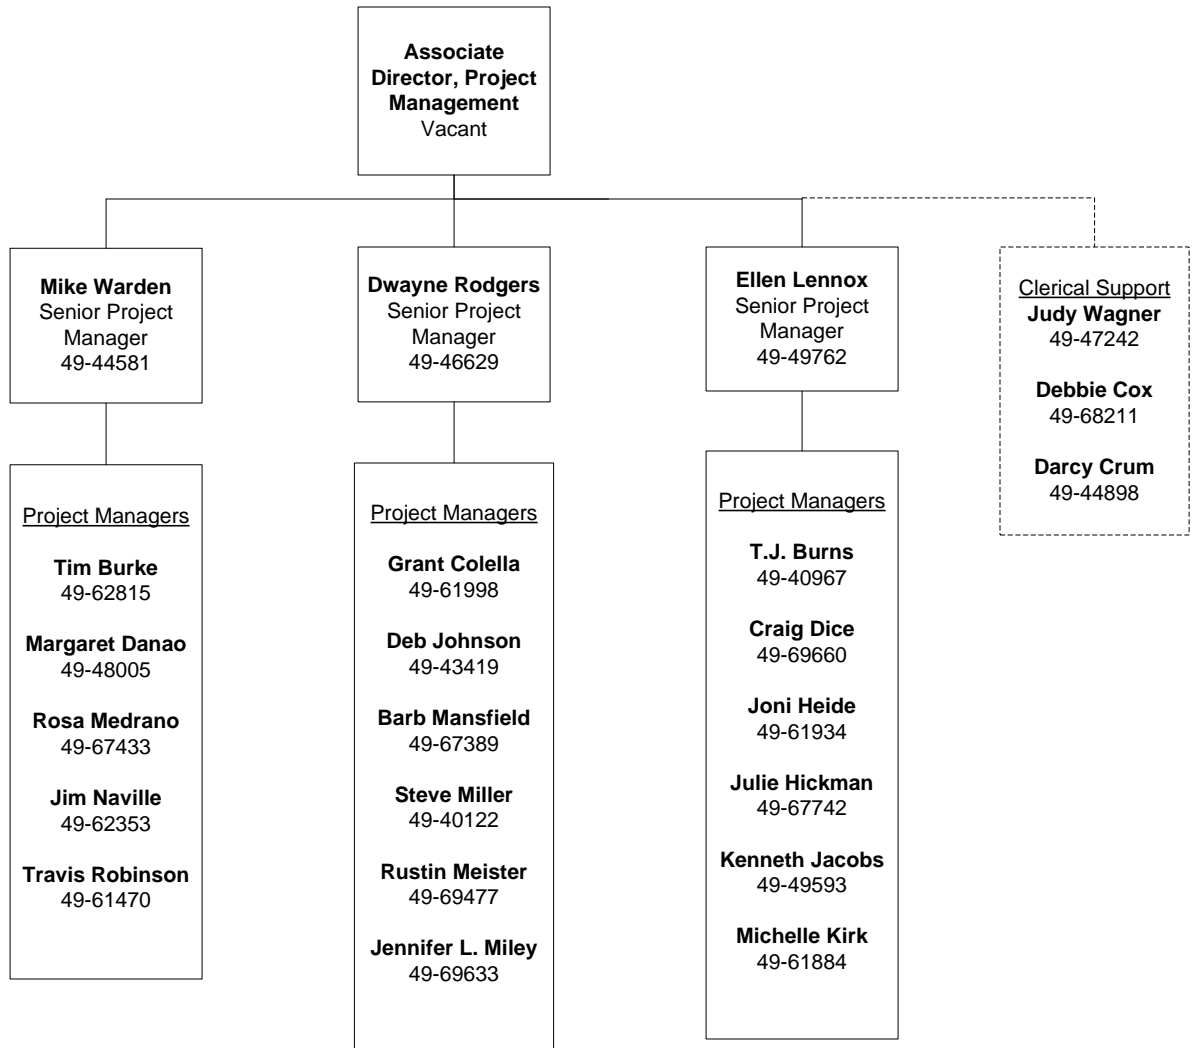 Associate
Director, Project
Management
Vacant
Mike Warden
Senior Project
Manager
49-44581
Dwayne Rodgers
Senior Project
Manager
49-46629
Ellen Lennox
Senior Project
Manager
49-49762
Clerical Support
Judy Wagner
49-47242
Debbie Cox
49-68211
Darcy Crum
49-44898
Project Managers
Tim Burke
49-62815
Margaret Danao
49-48005
Rosa Medrano
49-67433
Jim Naville
49-62353
Travis Robinson
49-61470
Project Managers
Grant Colella
49-61998
Deb Johnson
49-43419
Barb Mansfield
49-67389
Steve Miller
49-40122
Rustin Meister
49-69477
Jennifer L. Miley
49-69633
Project Managers
T.J. Burns
49-40967
Craig Dice
49-69660
Joni Heide
49-61934
Julie Hickman
49-67742
Kenneth Jacobs
49-49593
Michelle Kirk
49-61884